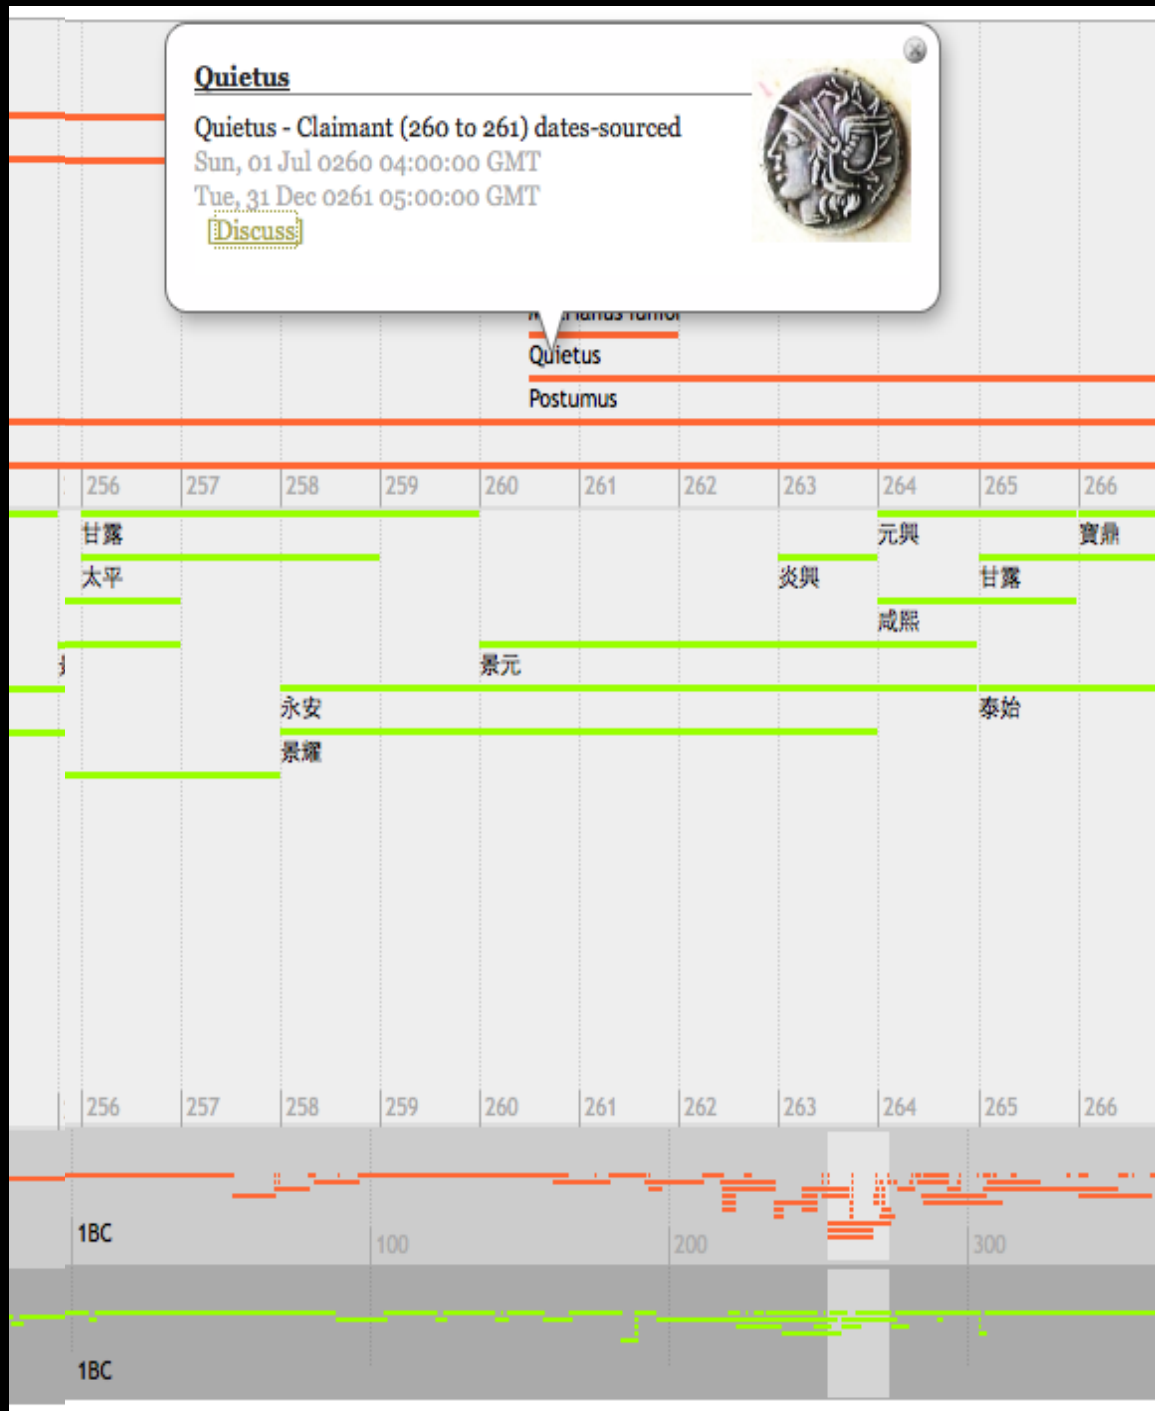 Quietus
Quietus - Claimant (260 to 261) dates-sourced
Sun, 01 Jul 0260 04:00:00 GMT
Tue, 31 Dec 0261 05:00:00 GMT
[Discuss]
Quietus
Postumus
256 257 258 259 260 261 262 263 264 265 266
甘露 元興 寶鼎
太平 炎興 甘露
咸熙
景元
永安 泰始
景耀
256 257 258 259 260 261 262 263 264 265 266
1BC 100 200 300
1BC